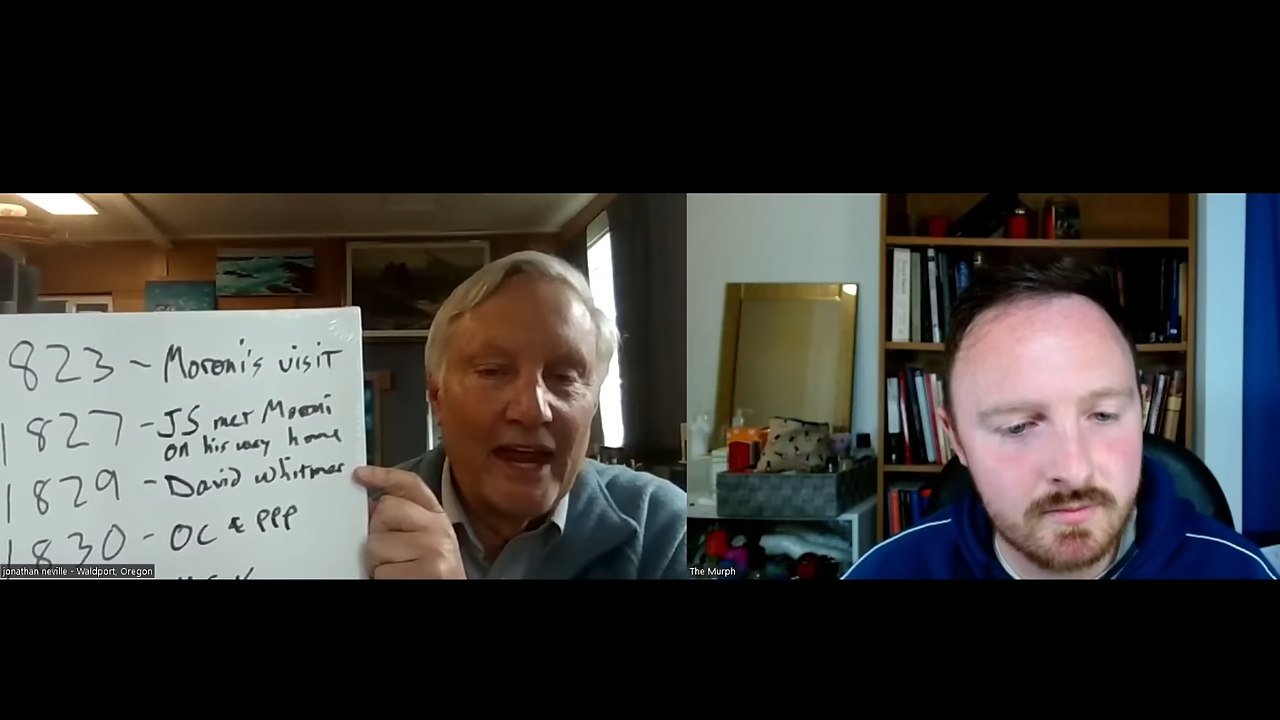 823 - Moroni's visit
1827 - JS met Moroni
on his way home
1829 - David Whitmer
1830 - OC & PPP
jonathan neville - Waldport, Oregon
The Murph